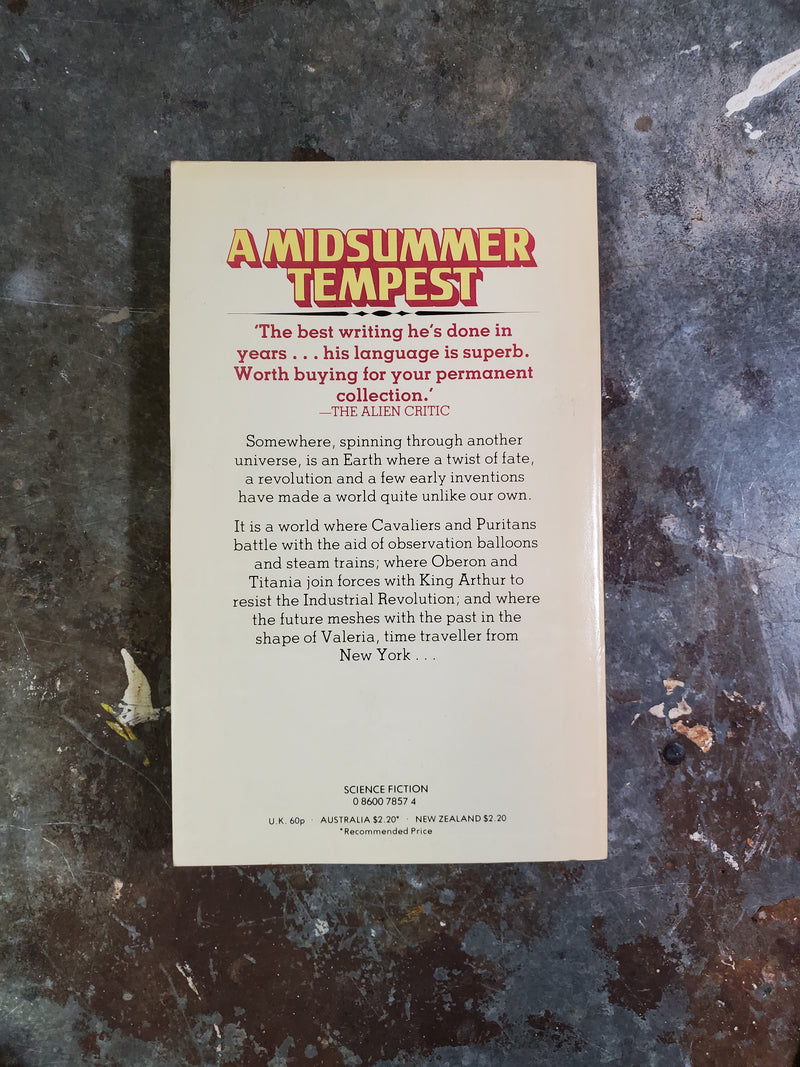 A MIDSUMMER
TEMPEST
‘The best writing he’s done in
years . . . his language is superb.
Worth buying for your permanent
collection.’
—THE ALIEN CRITIC
Somewhere, spinning through another
universe, is an Earth where a twist of fate,
a revolution and a few early inventions
have made a world quite unlike our own.
It is a world where Cavaliers and Puritans
battle with the aid of observation balloons
and steam trains; where Oberon and
Titania join forces with King Arthur to
resist the Industrial Revolution; and where
the future meshes with the past in the
shape of Valeria, time traveller from
New York . . .
SCIENCE FICTION
0 8600 7857 4
U.K. 60p · AUSTRALIA $2.20* · NEW ZEALAND $2.20
*Recommended Price